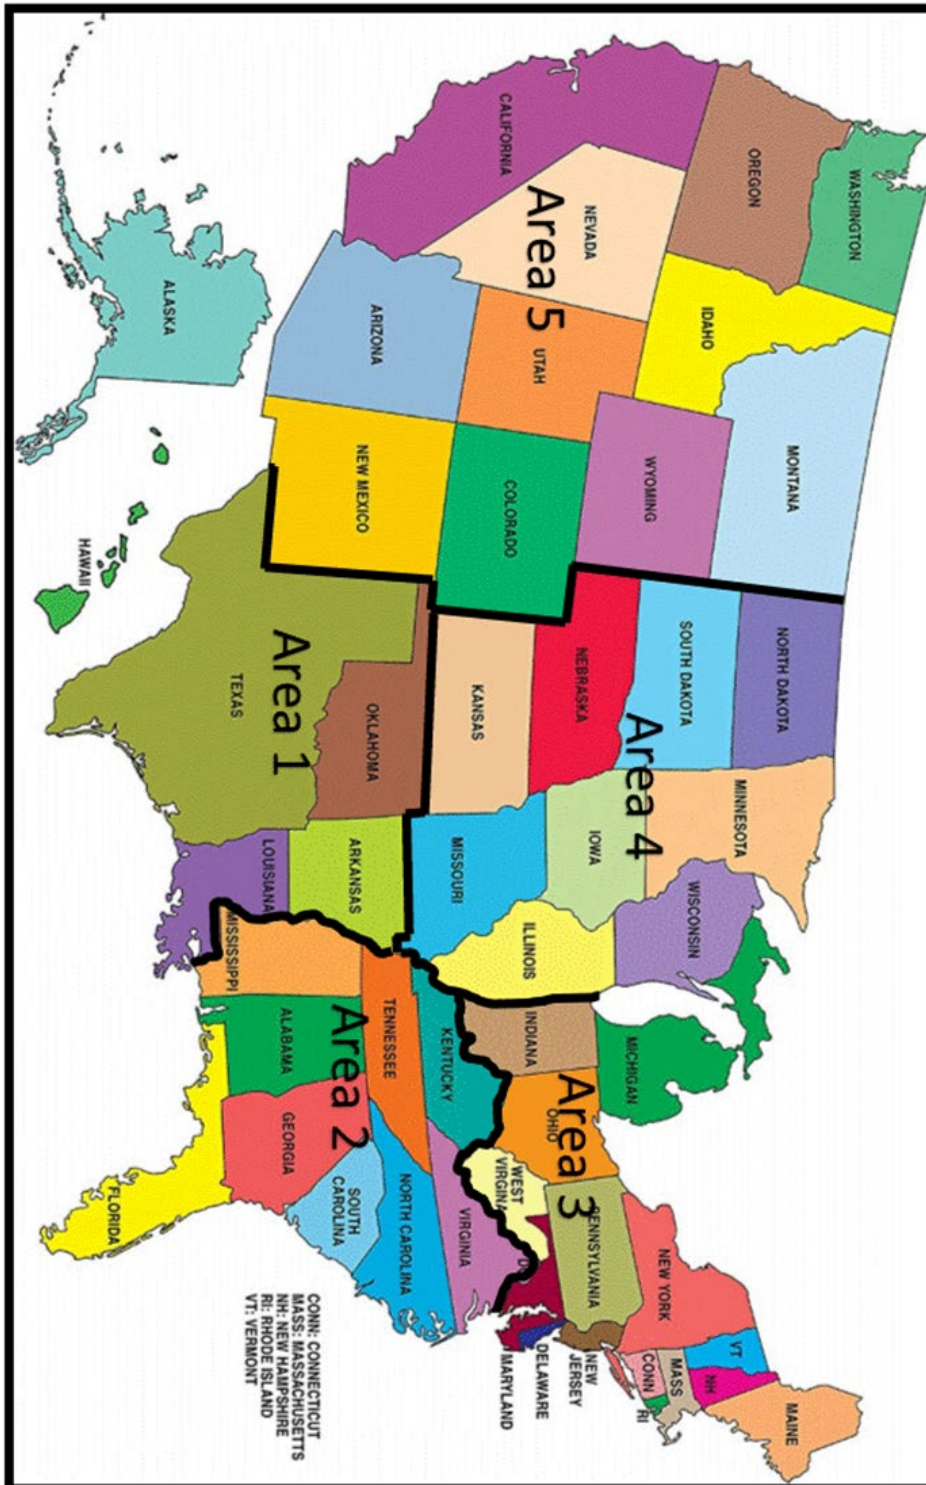 WASHINGTON
OREGON
CALIFORNIA
NEVADA
IDAHO
MONTANA
WYOMING
UTAH
ARIZONA
COLORADO
NEW MEXICO
Area 5
ALASKA
HAWAII
NORTH DAKOTA
SOUTH DAKOTA
NEBRASKA
KANSAS
MINNESOTA
IOWA
MISSOURI
WISCONSIN
ILLINOIS
Area 4
TEXAS
OKLAHOMA
ARKANSAS
LOUISIANA
Area 1
MISSISSIPPI
ALABAMA
TENNESSEE
KENTUCKY
GEORGIA
FLORIDA
SOUTH
CAROLINA
NORTH CAROLINA
VIRGINIA
Area 2
MICHIGAN
INDIANA
OHIO
WEST
VIRGINIA
PENNSYLVANIA
NEW YORK
VT
NH
MAINE
MASS
CONN
RI
NEW
JERSEY
DELAWARE
MARYLAND
Area 3
CONN: CONNECTICUT
MASS: MASSACHUSETTS
NH: NEW HAMPSHIRE
RI: RHODE ISLAND
VT: VERMONT